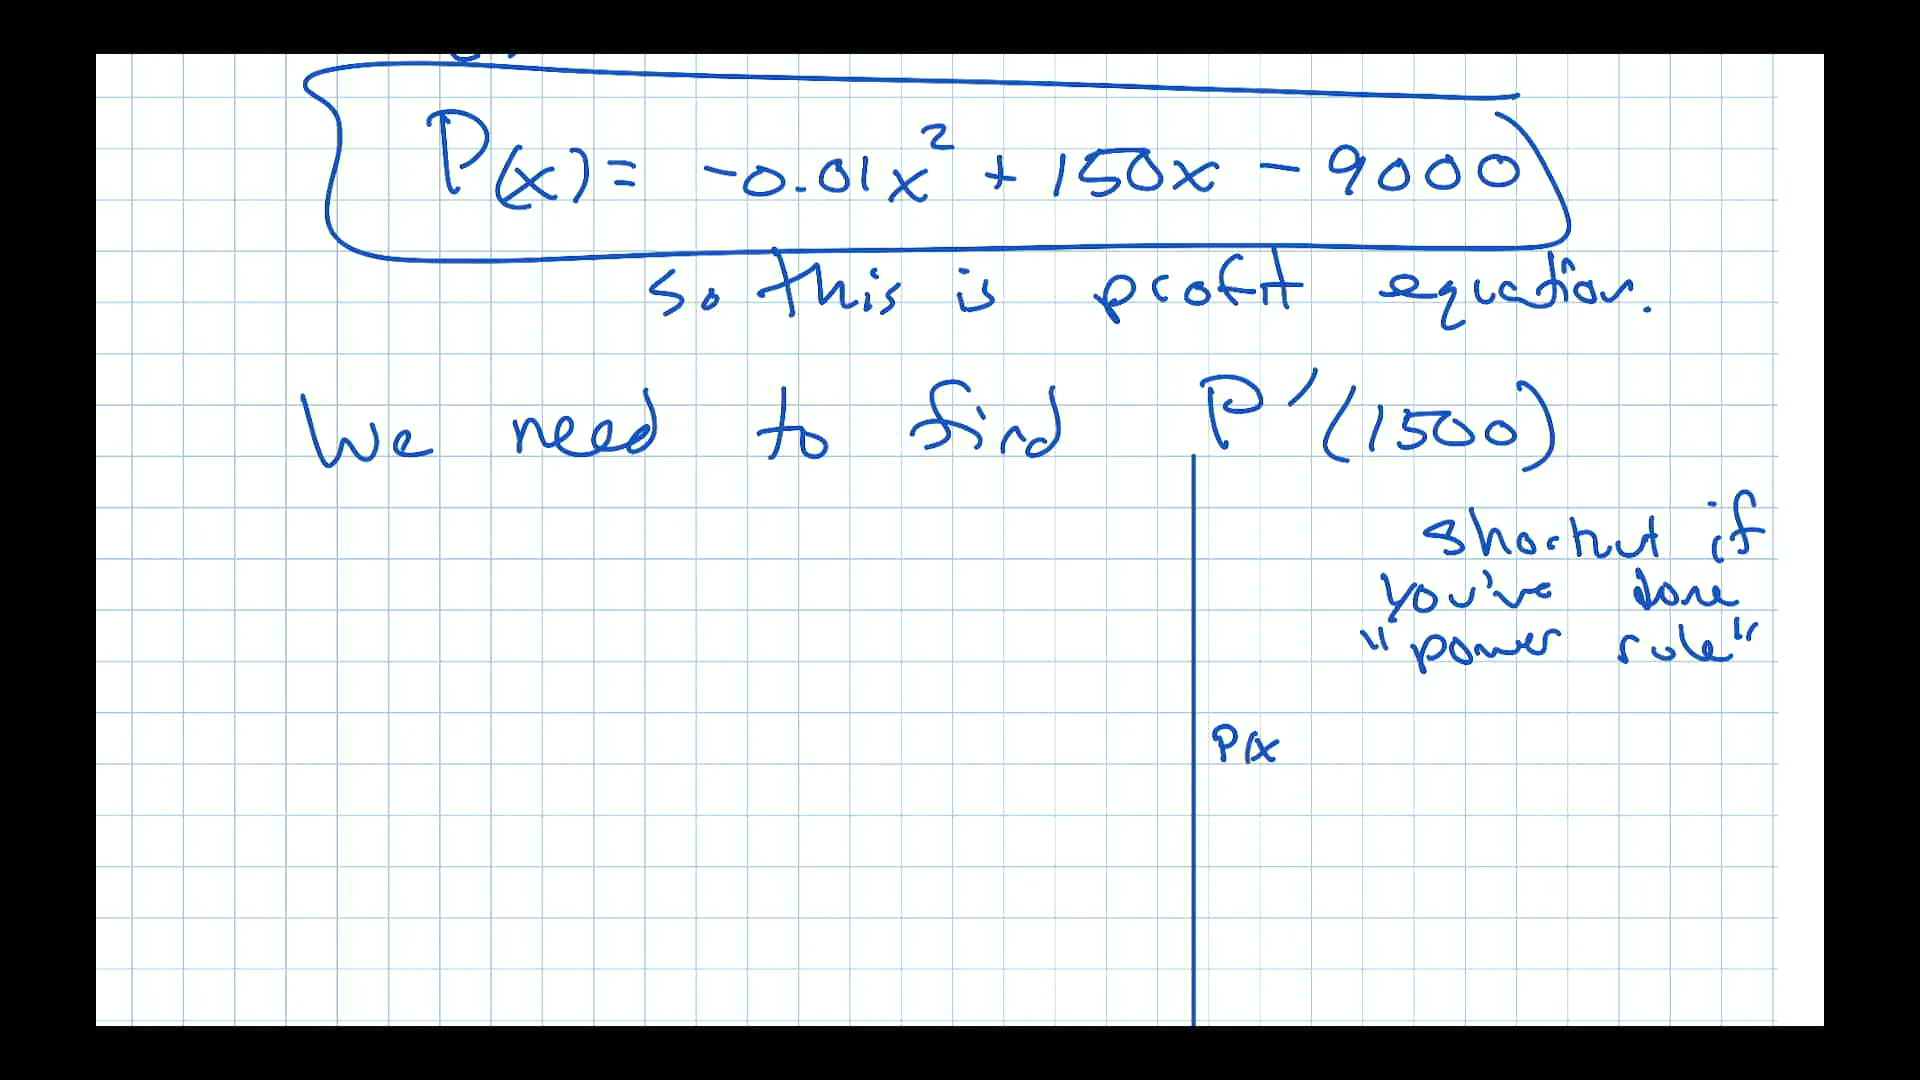 P(x) = -0.01x² + 150x - 9000
so this is profit equation.
We need to find P'(1500)
shortcut if
you've done
"power rule"
P(x